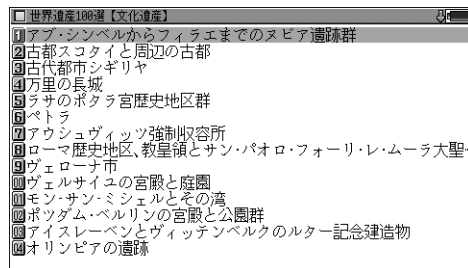 世界遺産100選【文化遺産】
1 アブ・シンベルからフィラエまでのヌビア遺跡群
2 古都スコタイと周辺の古都
3 古代都市シギリヤ
4 万里の長城
5 ラサのポタラ宮歴史地区群
6 ペトラ
7 アウシュヴィッツ強制収容所
8 ローマ歴史地区、教皇領とサン・パオロ・フォーリ・レ・ムーラ大聖…
9 ヴェローナ市
10 ヴェルサイユの宮殿と庭園
11 モン・サン・ミシェルとその湾
12 ポツダム・ベルリンの宮殿と公園群
13 アイスレーベンとヴィッテンベルクのルター記念建造物
14 オリンピアの遺跡